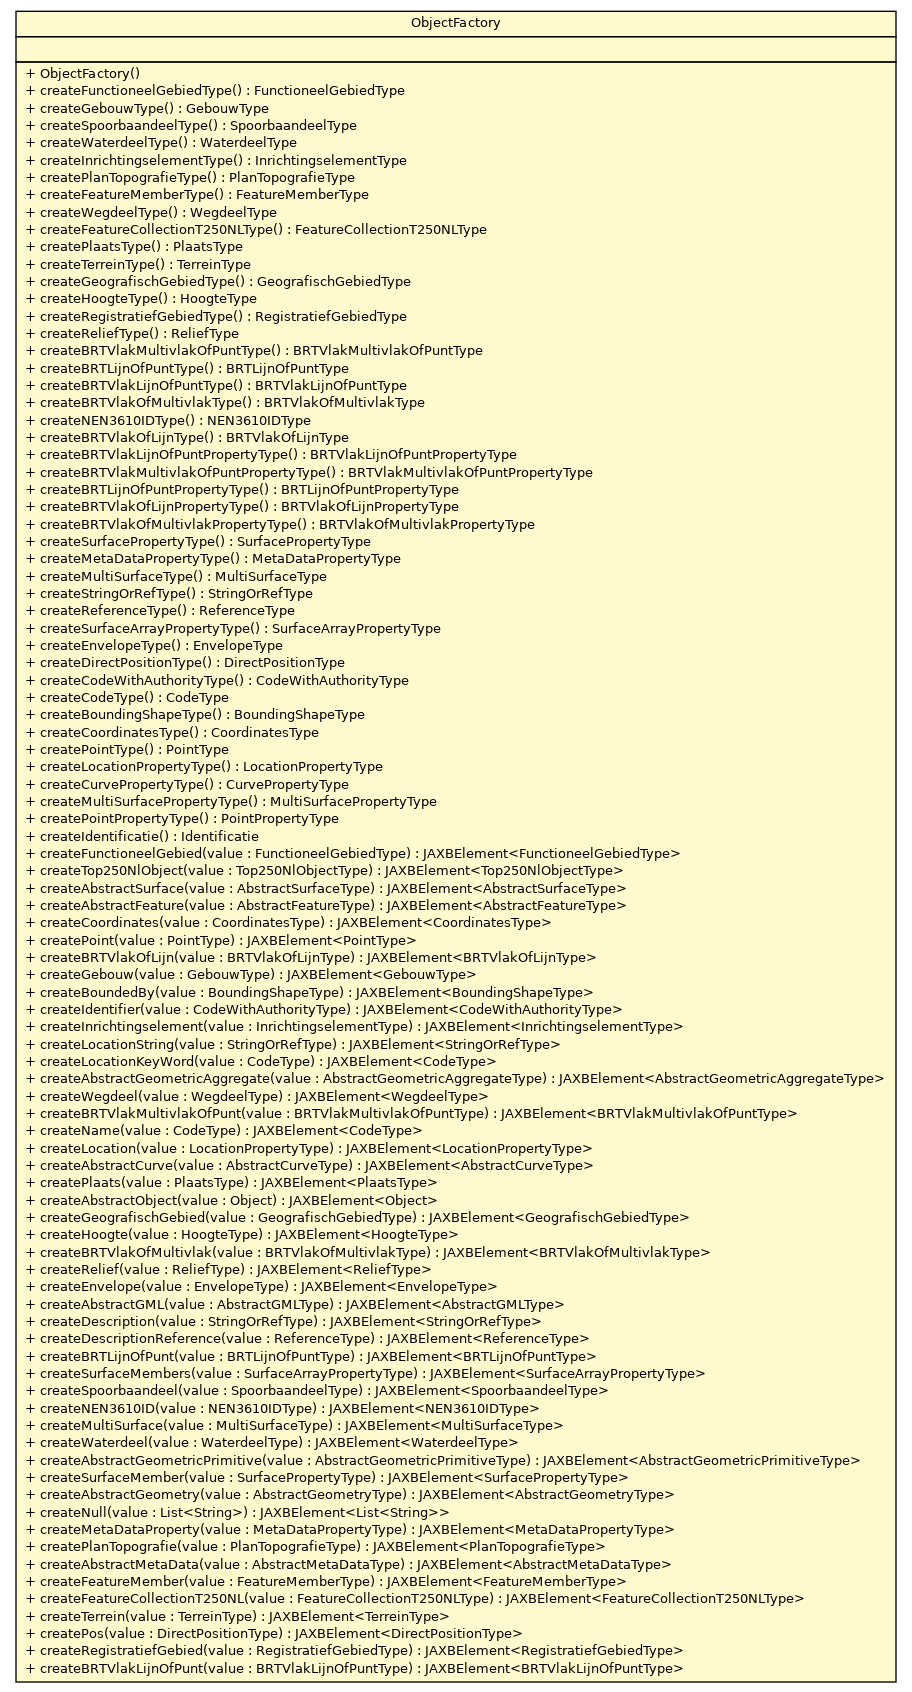 ObjectFactory
+ ObjectFactory()
+ createFunctioneelGebiedType() : FunctioneelGebiedType
+ createGebouwType() : GebouwType
+ createSpoorbaandeelType() : SpoorbaandeelType
+ createWaterdeelType() : WaterdeelType
+ createInrichtingselementType() : InrichtingselementType
+ createPlanTopografieType() : PlanTopografieType
+ createFeatureMemberType() : FeatureMemberType
+ createWegdeelType() : WegdeelType
+ createFeatureCollectionT250NLType() : FeatureCollectionT250NLType
+ createPlaatsType() : PlaatsType
+ createTerreinType() : TerreinType
+ createGeografischGebiedType() : GeografischGebiedType
+ createHoogteType() : HoogteType
+ createRegistratiefGebiedType() : RegistratiefGebiedType
+ createReliefType() : ReliefType
+ createBRTVlakMultivlakOfPuntType() : BRTVlakMultivlakOfPuntType
+ createBRTLijnOfPuntType() : BRTLijnOfPuntType
+ createBRTVlakLijnOfPuntType() : BRTVlakLijnOfPuntType
+ createBRTVlakOfMultivlakType() : BRTVlakOfMultivlakType
+ createNEN3610IDType() : NEN3610IDType
+ createBRTVlakOfLijnType() : BRTVlakOfLijnType
+ createBRTVlakLijnOfPuntPropertyType() : BRTVlakLijnOfPuntPropertyType
+ createBRTVlakMultivlakOfPuntPropertyType() : BRTVlakMultivlakOfPuntPropertyType
+ createBRTLijnOfPuntPropertyType() : BRTLijnOfPuntPropertyType
+ createBRTVlakOfLijnPropertyType() : BRTVlakOfLijnPropertyType
+ createBRTVlakOfMultivlakPropertyType() : BRTVlakOfMultivlakPropertyType
+ createSurfacePropertyType() : SurfacePropertyType
+ createMetaDataPropertyType() : MetaDataPropertyType
+ createMultiSurfaceType() : MultiSurfaceType
+ createStringOrRefType() : StringOrRefType
+ createReferenceType() : ReferenceType
+ createSurfaceArrayPropertyType() : SurfaceArrayPropertyType
+ createEnvelopeType() : EnvelopeType
+ createDirectPositionType() : DirectPositionType
+ createCodeWithAuthorityType() : CodeWithAuthorityType
+ createCodeType() : CodeType
+ createBoundingShapeType() : BoundingShapeType
+ createCoordinatesType() : CoordinatesType
+ createPointType() : PointType
+ createLocationPropertyType() : LocationPropertyType
+ createCurvePropertyType() : CurvePropertyType
+ createMultiSurfacePropertyType() : MultiSurfacePropertyType
+ createPointPropertyType() : PointPropertyType
+ createIdentificatie() : Identificatie
+ createFunctioneelGebied(value : FunctioneelGebiedType) : JAXBElement<FunctioneelGebiedType>
+ createTop250NlObject(value : Top250NlObjectType) : JAXBElement<Top250NlObjectType>
+ createAbstractSurface(value : AbstractSurfaceType) : JAXBElement<AbstractSurfaceType>
+ createAbstractFeature(value : AbstractFeatureType) : JAXBElement<AbstractFeatureType>
+ createCoordinates(value : CoordinatesType) : JAXBElement<CoordinatesType>
+ createPoint(value : PointType) : JAXBElement<PointType>
+ createBRTVlakOfLijn(value : BRTVlakOfLijnType) : JAXBElement<BRTVlakOfLijnType>
+ createGebouw(value : GebouwType) : JAXBElement<GebouwType>
+ createBoundedBy(value : BoundingShapeType) : JAXBElement<BoundingShapeType>
+ createIdentifier(value : CodeWithAuthorityType) : JAXBElement<CodeWithAuthorityType>
+ createInrichtingselement(value : InrichtingselementType) : JAXBElement<InrichtingselementType>
+ createLocationString(value : StringOrRefType) : JAXBElement<StringOrRefType>
+ createLocationKeyWord(value : CodeType) : JAXBElement<CodeType>
+ createAbstractGeometricAggregate(value : AbstractGeometricAggregateType) : JAXBElement<AbstractGeometricAggregateType>
+ createWegdeel(value : WegdeelType) : JAXBElement<WegdeelType>
+ createBRTVlakMultivlakOfPunt(value : BRTVlakMultivlakOfPuntType) : JAXBElement<BRTVlakMultivlakOfPuntType>
+ createName(value : CodeType) : JAXBElement<CodeType>
+ createLocation(value : LocationPropertyType) : JAXBElement<LocationPropertyType>
+ createAbstractCurve(value : AbstractCurveType) : JAXBElement<AbstractCurveType>
+ createPlaats(value : PlaatsType) : JAXBElement<PlaatsType>
+ createAbstractObject(value : Object) : JAXBElement<Object>
+ createGeografischGebied(value : GeografischGebiedType) : JAXBElement<GeografischGebiedType>
+ createHoogte(value : HoogteType) : JAXBElement<HoogteType>
+ createBRTVlakOfMultivlak(value : BRTVlakOfMultivlakType) : JAXBElement<BRTVlakOfMultivlakType>
+ createRelief(value : ReliefType) : JAXBElement<ReliefType>
+ createEnvelope(value : EnvelopeType) : JAXBElement<EnvelopeType>
+ createAbstractGML(value : AbstractGMLType) : JAXBElement<AbstractGMLType>
+ createDescription(value : StringOrRefType) : JAXBElement<StringOrRefType>
+ createDescriptionReference(value : ReferenceType) : JAXBElement<ReferenceType>
+ createBRTLijnOfPunt(value : BRTLijnOfPuntType) : JAXBElement<BRTLijnOfPuntType>
+ createSurfaceMembers(value : SurfaceArrayPropertyType) : JAXBElement<SurfaceArrayPropertyType>
+ createSpoorbaandeel(value : SpoorbaandeelType) : JAXBElement<SpoorbaandeelType>
+ createNEN3610ID(value : NEN3610IDType) : JAXBElement<NEN3610IDType>
+ createMultiSurface(value : MultiSurfaceType) : JAXBElement<MultiSurfaceType>
+ createWaterdeel(value : WaterdeelType) : JAXBElement<WaterdeelType>
+ createAbstractGeometricPrimitive(value : AbstractGeometricPrimitiveType) : JAXBElement<AbstractGeometricPrimitiveType>
+ createSurfaceMember(value : SurfacePropertyType) : JAXBElement<SurfacePropertyType>
+ createAbstractGeometry(value : AbstractGeometryType) : JAXBElement<AbstractGeometryType>
+ createNull(value : List<String>) : JAXBElement<List<String>>
+ createMetaDataProperty(value : MetaDataPropertyType) : JAXBElement<MetaDataPropertyType>
+ createPlanTopografie(value : PlanTopografieType) : JAXBElement<PlanTopografieType>
+ createAbstractMetaData(value : AbstractMetaDataType) : JAXBElement<AbstractMetaDataType>
+ createFeatureMember(value : FeatureMemberType) : JAXBElement<FeatureMemberType>
+ createFeatureCollectionT250NL(value : FeatureCollectionT250NLType) : JAXBElement<FeatureCollectionT250NLType>
+ createTerrein(value : TerreinType) : JAXBElement<TerreinType>
+ createPos(value : DirectPositionType) : JAXBElement<DirectPositionType>
+ createRegistratiefGebied(value : RegistratiefGebiedType) : JAXBElement<RegistratiefGebiedType>
+ createBRTVlakLijnOfPunt(value : BRTVlakLijnOfPuntType) : JAXBElement<BRTVlakLijnOfPuntType>